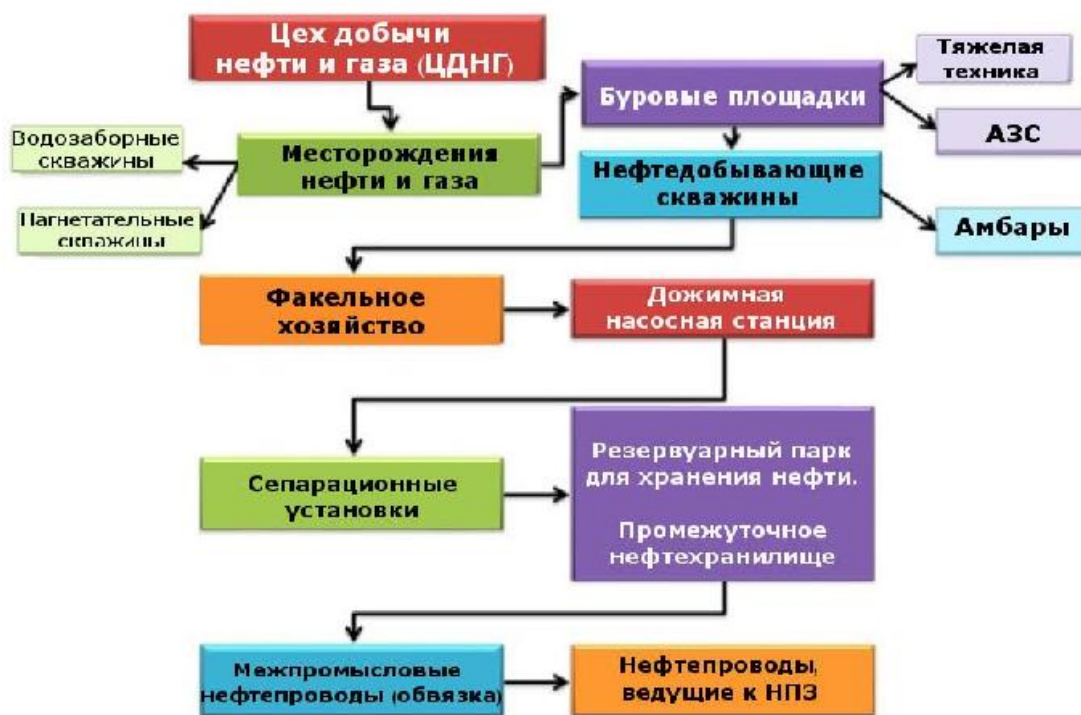 Цех добычи
нефти и газа (ЦДНГ)
Тяжелая
техника
Буровые площадки
АЗС
Водозаборные
скважины
Месторождения
нефти и газа
Нефтедобывающие
скважины
Нагнетательные
скважины
Амбары
Факельное
хозяйство
Дожимная
насосная станция
Сепарационные
установки
Резервуарный парк
для хранения нефти.
Промежуточное
нефтехранилище
Межпромысловые
нефтепроводы (обвязка)
Нефтепроводы,
ведущие к НПЗ